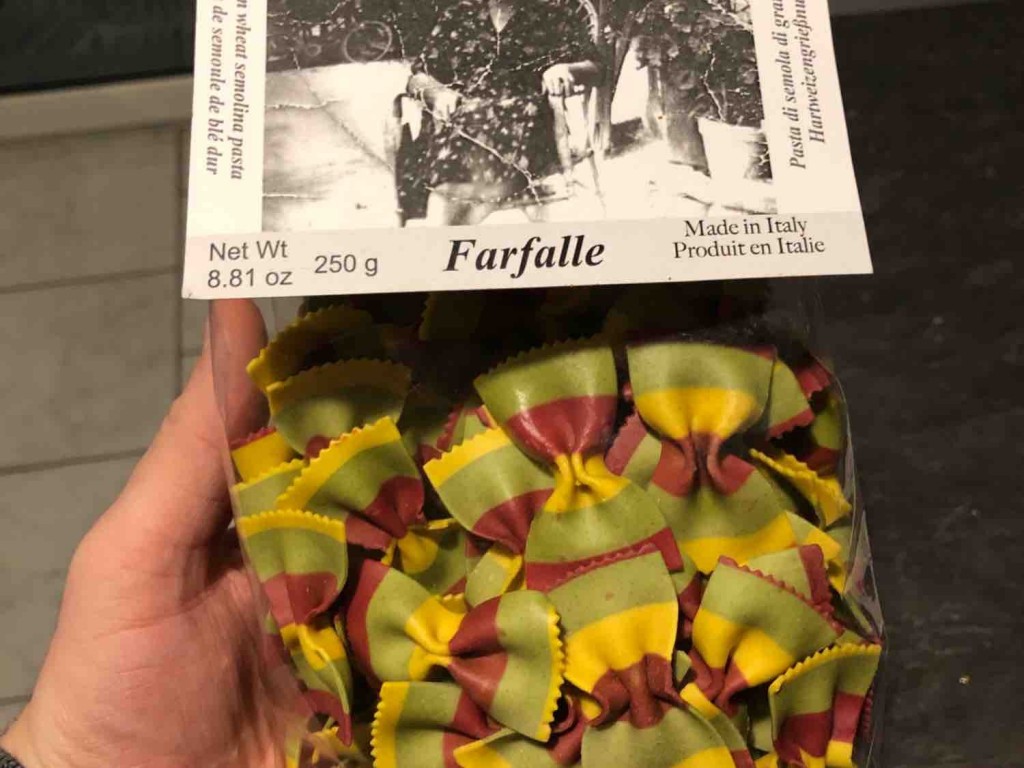 n wheat semolina pasta
de semoule de blé dur
Pasta di semola di gra
Hartweizengrießnu
Net Wt
8.81 oz 250 g
Farfalle
Made in Italy
Produit en Italie